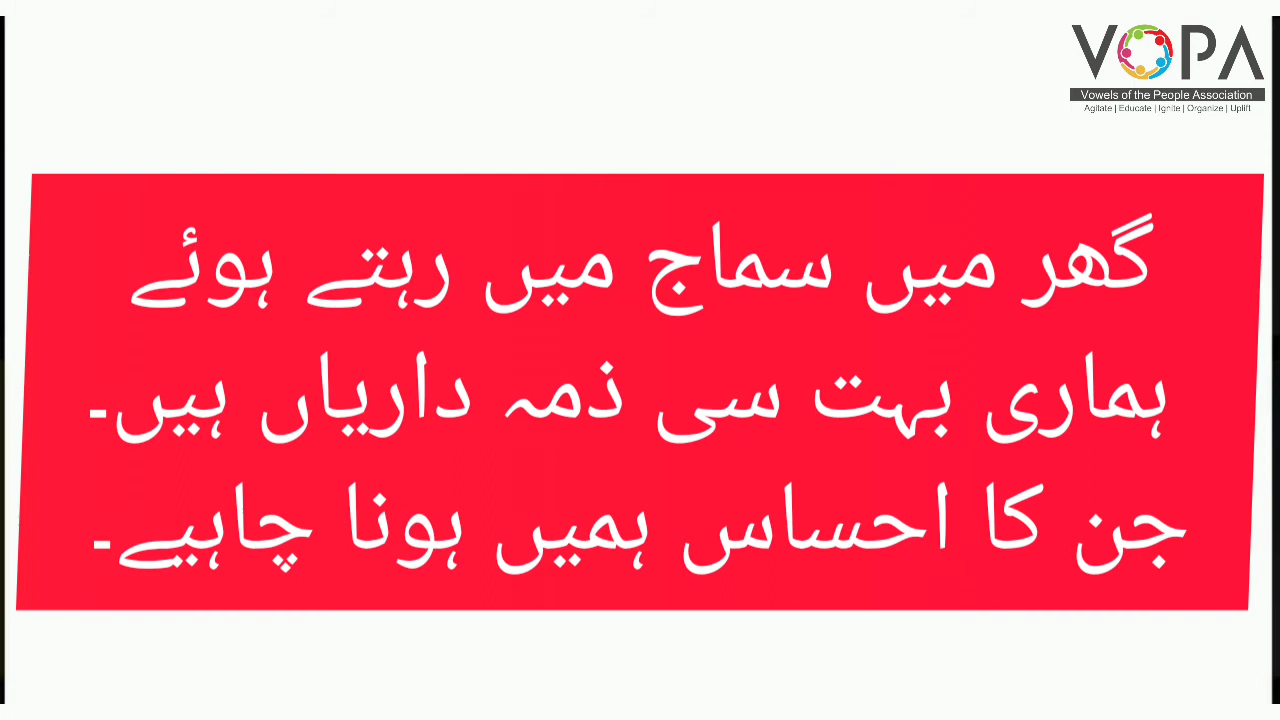 VOPA
Vowels of the People Association
Agitate | Educate | Ignite | Organize | Uplift
گھر میں سماج میں رہتے ہوئے
ہماری بہت سی ذمہ داریاں ہیں۔
جن کا احساس ہمیں ہونا چاہیے۔